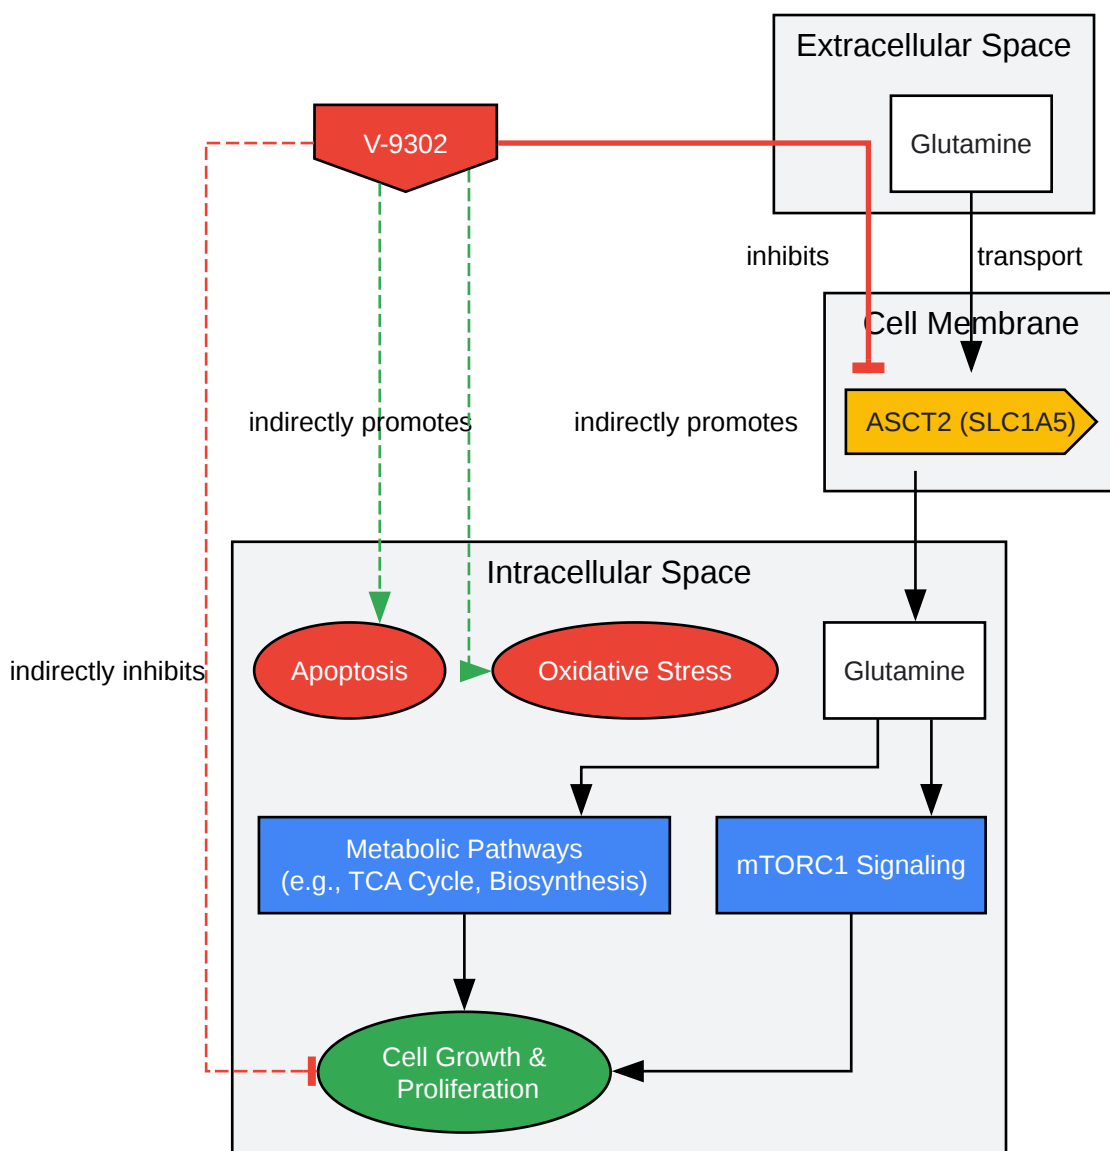 Extracellular Space
V-9302
Glutamine
inhibits
transport
Cell Membrane
indirectly promotes
indirectly promotes
ASCT2 (SLC1A5)
Intracellular Space
indirectly inhibits
Apoptosis
Oxidative Stress
Glutamine
Metabolic Pathways
(e.g., TCA Cycle, Biosynthesis)
mTORC1 Signaling
Cell Growth &
Proliferation